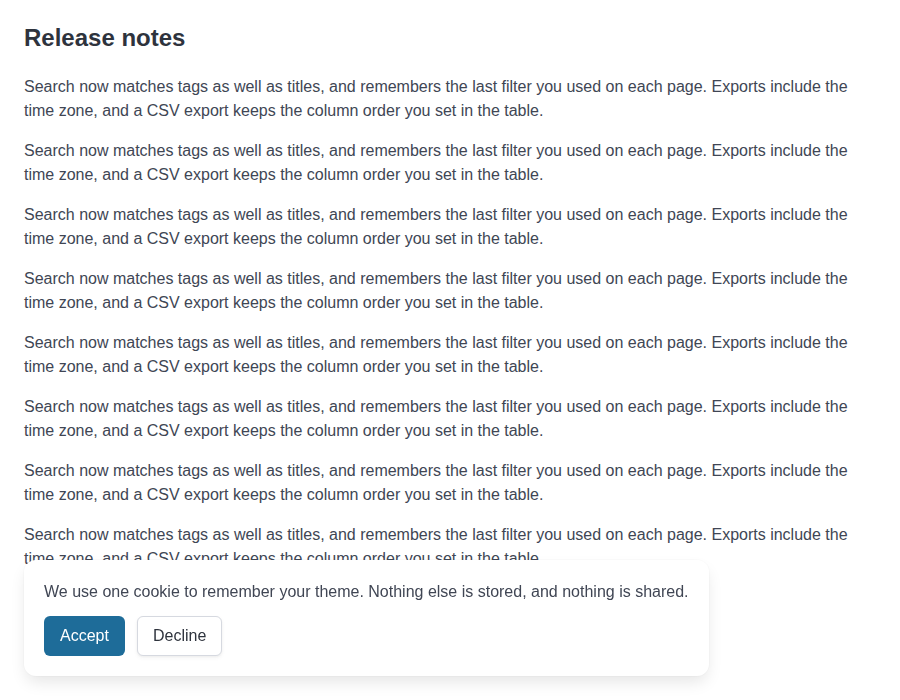 Release notes
Search now matches tags as well as titles, and remembers the last filter you used on each page. Exports include the
time zone, and a CSV export keeps the column order you set in the table.
Search now matches tags as well as titles, and remembers the last filter you used on each page. Exports include the
time zone, and a CSV export keeps the column order you set in the table.
Search now matches tags as well as titles, and remembers the last filter you used on each page. Exports include the
time zone, and a CSV export keeps the column order you set in the table.
Search now matches tags as well as titles, and remembers the last filter you used on each page. Exports include the
time zone, and a CSV export keeps the column order you set in the table.
Search now matches tags as well as titles, and remembers the last filter you used on each page. Exports include the
time zone, and a CSV export keeps the column order you set in the table.
Search now matches tags as well as titles, and remembers the last filter you used on each page. Exports include the
time zone, and a CSV export keeps the column order you set in the table.
Search now matches tags as well as titles, and remembers the last filter you used on each page. Exports include the
time zone, and a CSV export keeps the column order you set in the table.
Search now matches tags as well as titles, and remembers the last filter you used on each page. Exports include the
time zone, and a CSV export keeps the column order you set in the table.
We use one cookie to remember your theme. Nothing else is stored, and nothing is shared.
Accept
Decline